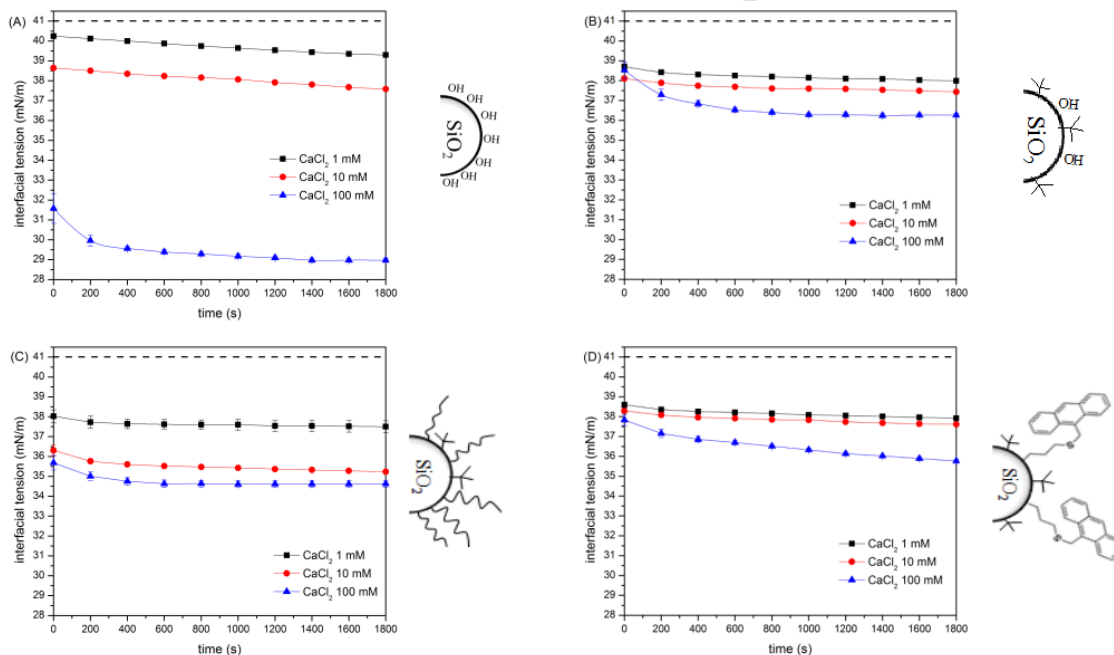 (A)
41
40
39
38
37
36
35
34
33
32
31
30
29
28
interfacial tension (mN/m)
CaCl₂ 1 mM
CaCl₂ 10 mM
CaCl₂ 100 mM
0 200 400 600 800 1000 1200 1400 1600 1800
time (s)
OH
OH
OH
OH
OH
OH
OH
OH
SiO₂
(B)
41
40
39
38
37
36
35
34
33
32
31
30
29
28
interfacial tension (mN/m)
CaCl₂ 1 mM
CaCl₂ 10 mM
CaCl₂ 100 mM
0 200 400 600 800 1000 1200 1400 1600 1800
time (s)
OH
SiO₂
OH
(C)
41
40
39
38
37
36
35
34
33
32
31
30
29
28
interfacial tension (mN/m)
CaCl₂ 1 mM
CaCl₂ 10 mM
CaCl₂ 100 mM
0 200 400 600 800 1000 1200 1400 1600 1800
time (s)
SiO₂
(D)
41
40
39
38
37
36
35
34
33
32
31
30
29
28
interfacial tension (mN/m)
CaCl₂ 1 mM
CaCl₂ 10 mM
CaCl₂ 100 mM
0 200 400 600 800 1000 1200 1400 1600 1800
time (s)
S
SiO₂
S